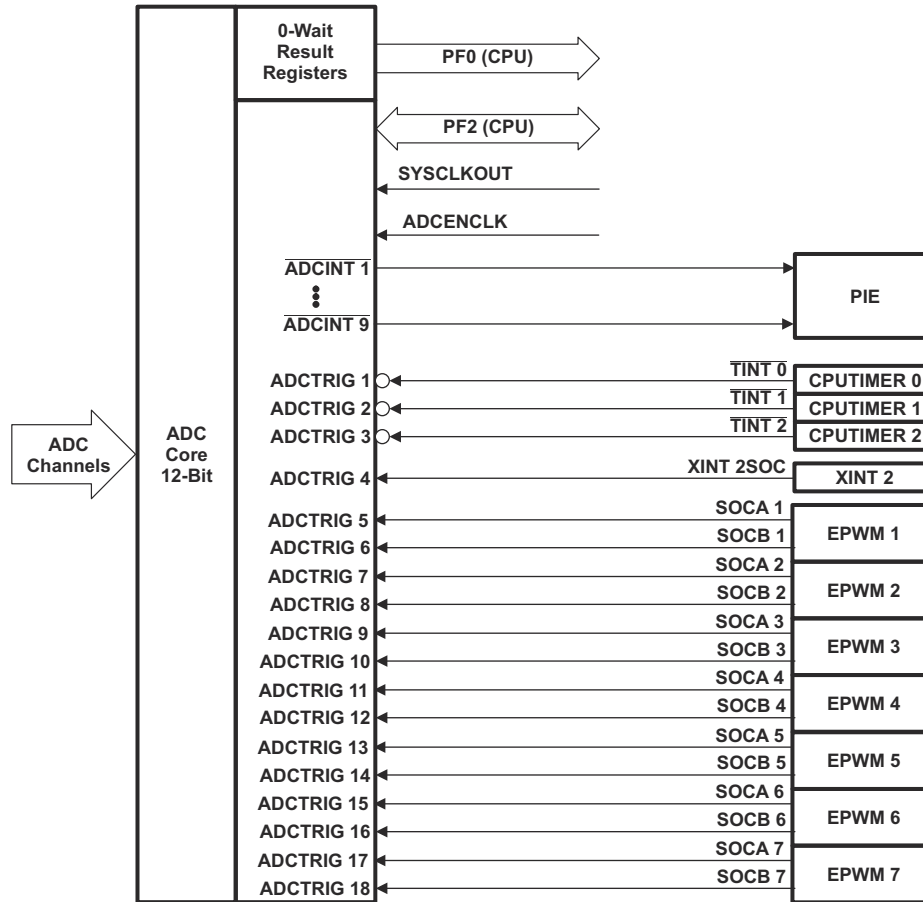 0-Wait
Result
Registers
PF0 (CPU)
PF2 (CPU)
SYSCLKOUT
ADCENCLK
ADCINT 1
PIE
ADCINT 9
TINT 0
ADCTRIG 1
CPUTIMER 0
TINT 1
ADCTRIG 2
CPUTIMER 1
TINT 2
ADCTRIG 3
CPUTIMER 2
ADC
Channels
ADC
Core
12-Bit
XINT 2SOC
ADCTRIG 4
XINT 2
SOCA 1
ADCTRIG 5
EPWM 1
SOCB 1
ADCTRIG 6
SOCA 2
ADCTRIG 7
EPWM 2
SOCB 2
ADCTRIG 8
SOCA 3
ADCTRIG 9
EPWM 3
SOCB 3
ADCTRIG 10
SOCA 4
ADCTRIG 11
EPWM 4
SOCB 4
ADCTRIG 12
SOCA 5
ADCTRIG 13
EPWM 5
SOCB 5
ADCTRIG 14
SOCA 6
ADCTRIG 15
EPWM 6
SOCB 6
ADCTRIG 16
SOCA 7
ADCTRIG 17
EPWM 7
SOCB 7
ADCTRIG 18